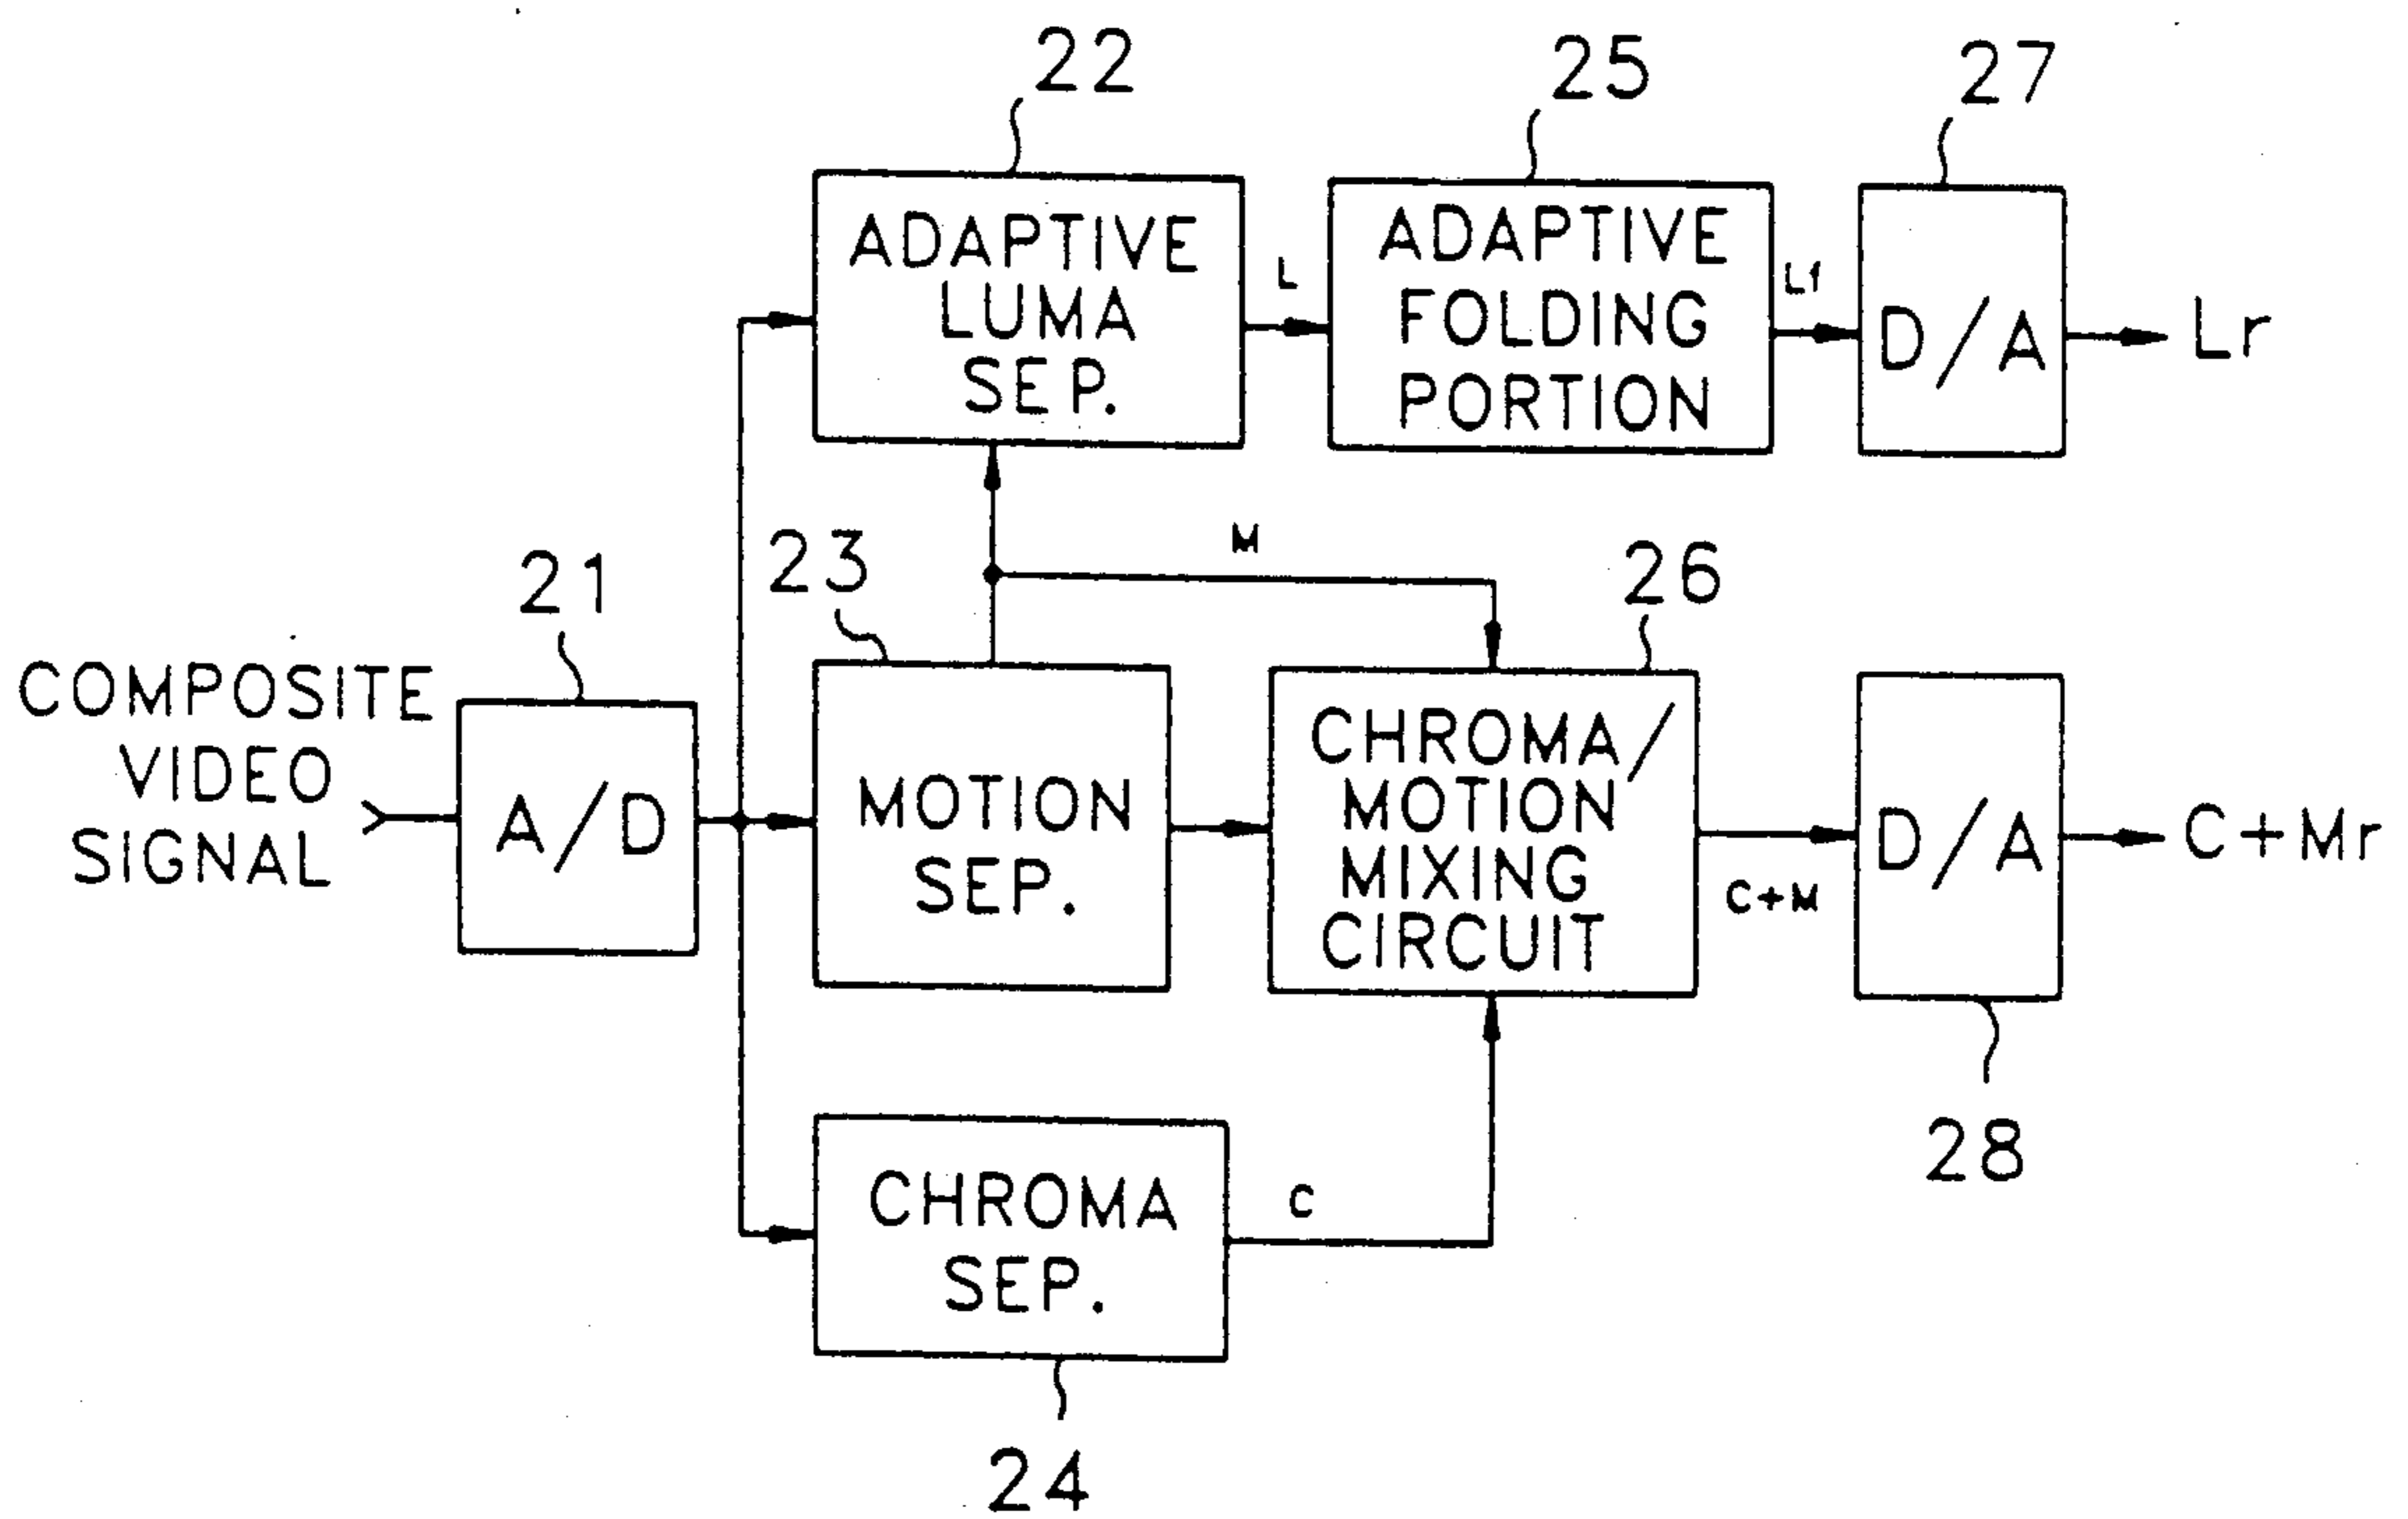 22
25
27
ADAPTIVE
LUMA
SEP.
L
ADAPTIVE
FOLDING
PORTION
Lf
D/A
Lr
M
21
23
26
COMPOSITE
VIDEO
SIGNAL
A/D
MOTION
SEP.
CHROMA/
MOTION
MIXING
CIRCUIT
C+M
D/A
C+Mr
28
CHROMA
SEP.
C
24